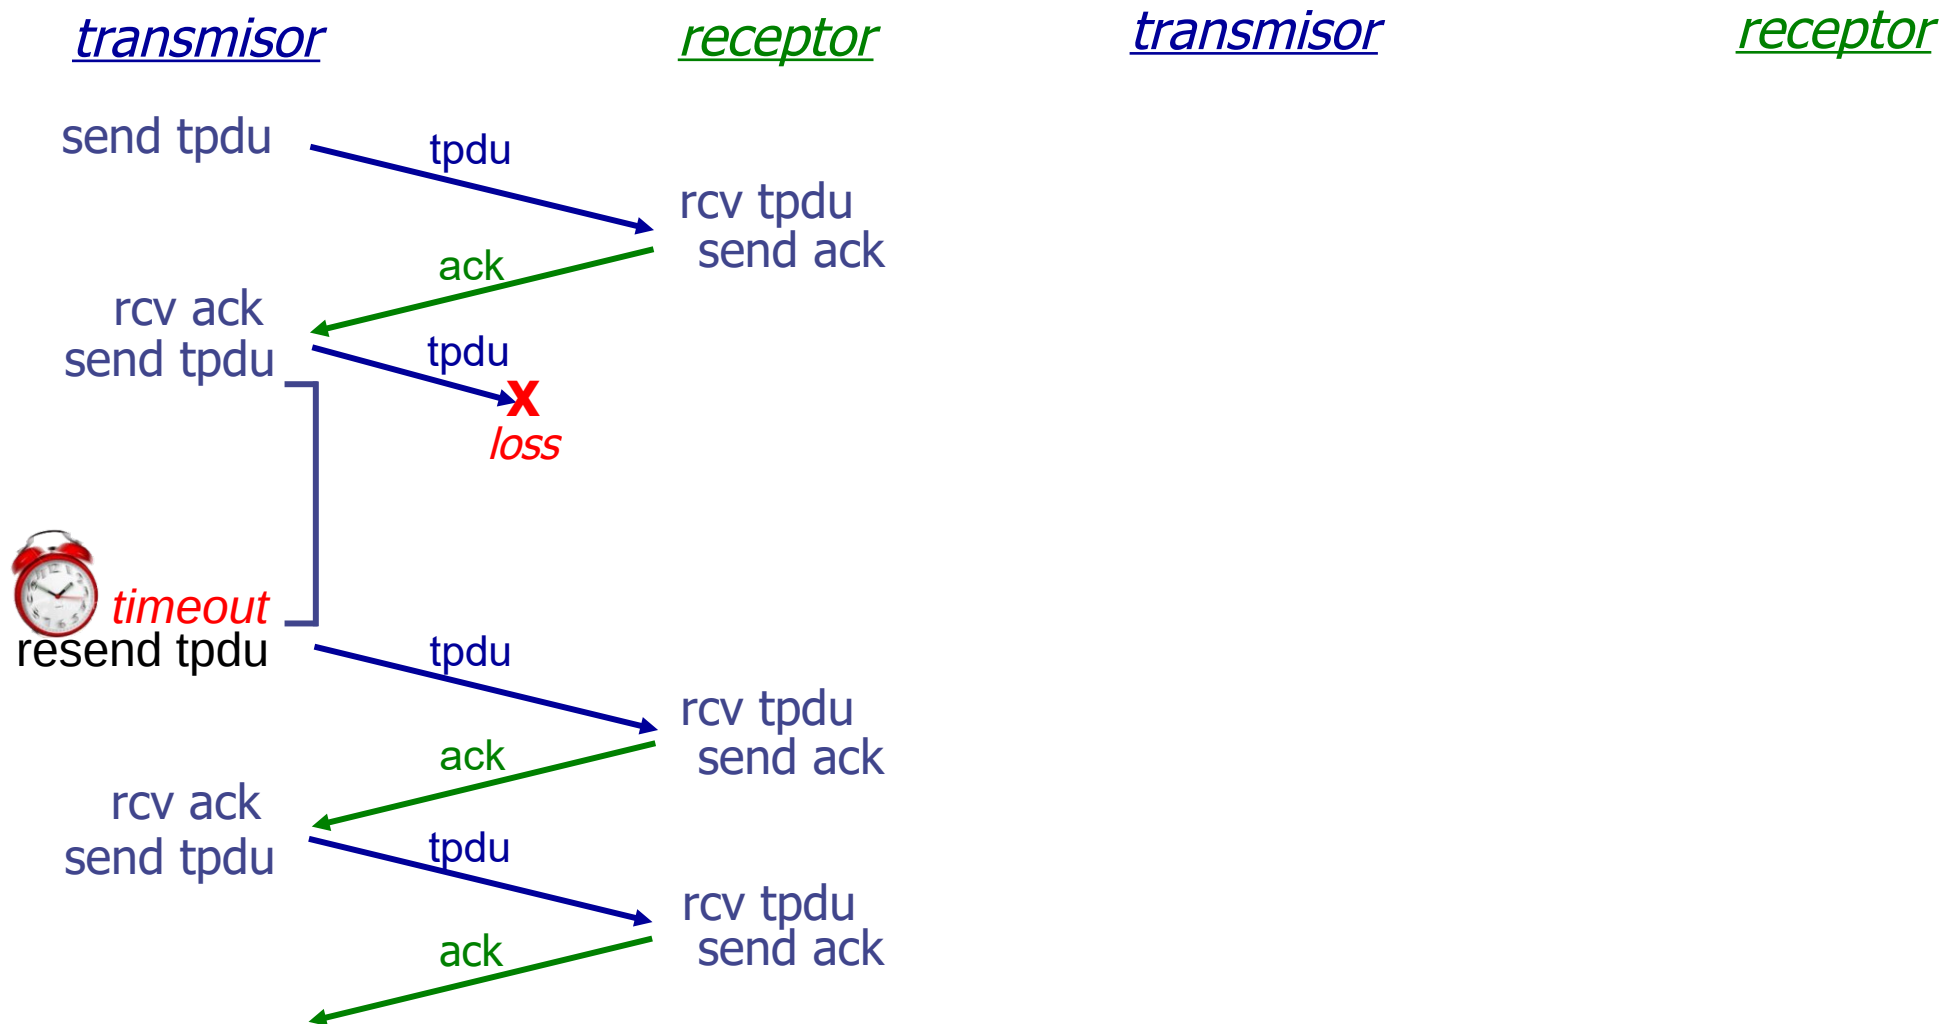 transmisor
receptor
transmisor
receptor
send tpdu
tpdu
rcv tpdu
send ack
ack
rcv ack
send tpdu
tpdu
X
loss
timeout
resend tpdu
tpdu
rcv tpdu
send ack
ack
rcv ack
send tpdu
tpdu
rcv tpdu
send ack
ack